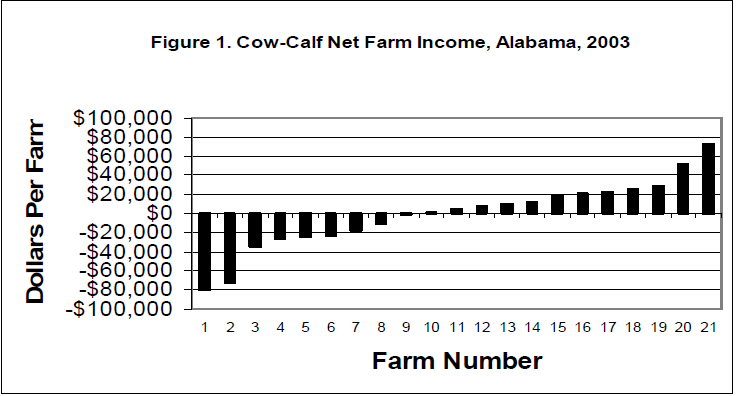 Figure 1. Cow-Calf Net Farm Income, Alabama, 2003
Dollars Per Farm
$100,000
$80,000
$60,000
$40,000
$20,000
$0
-$20,000
-$40,000
-$60,000
-$80,000
-$100,000
1 2 3 4 5 6 7 8 9 10 11 12 13 14 15 16 17 18 19 20 21
Farm Number